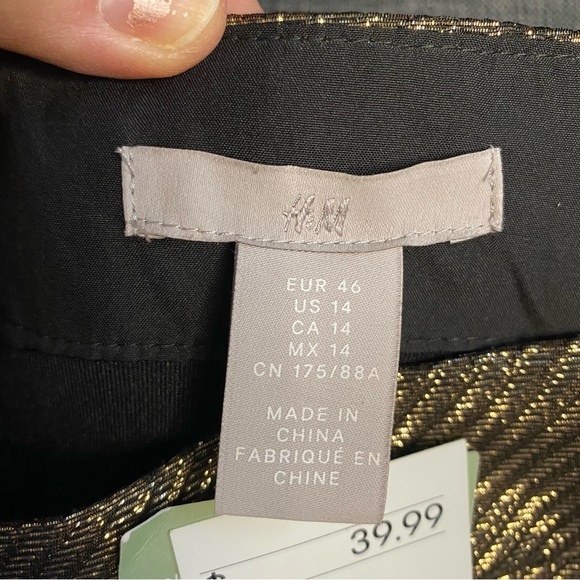 H&M
EUR 46
US 14
CA 14
MX 14
CN 175/88A
MADE IN
CHINA
FABRIQUÉ EN
CHINE
39.99